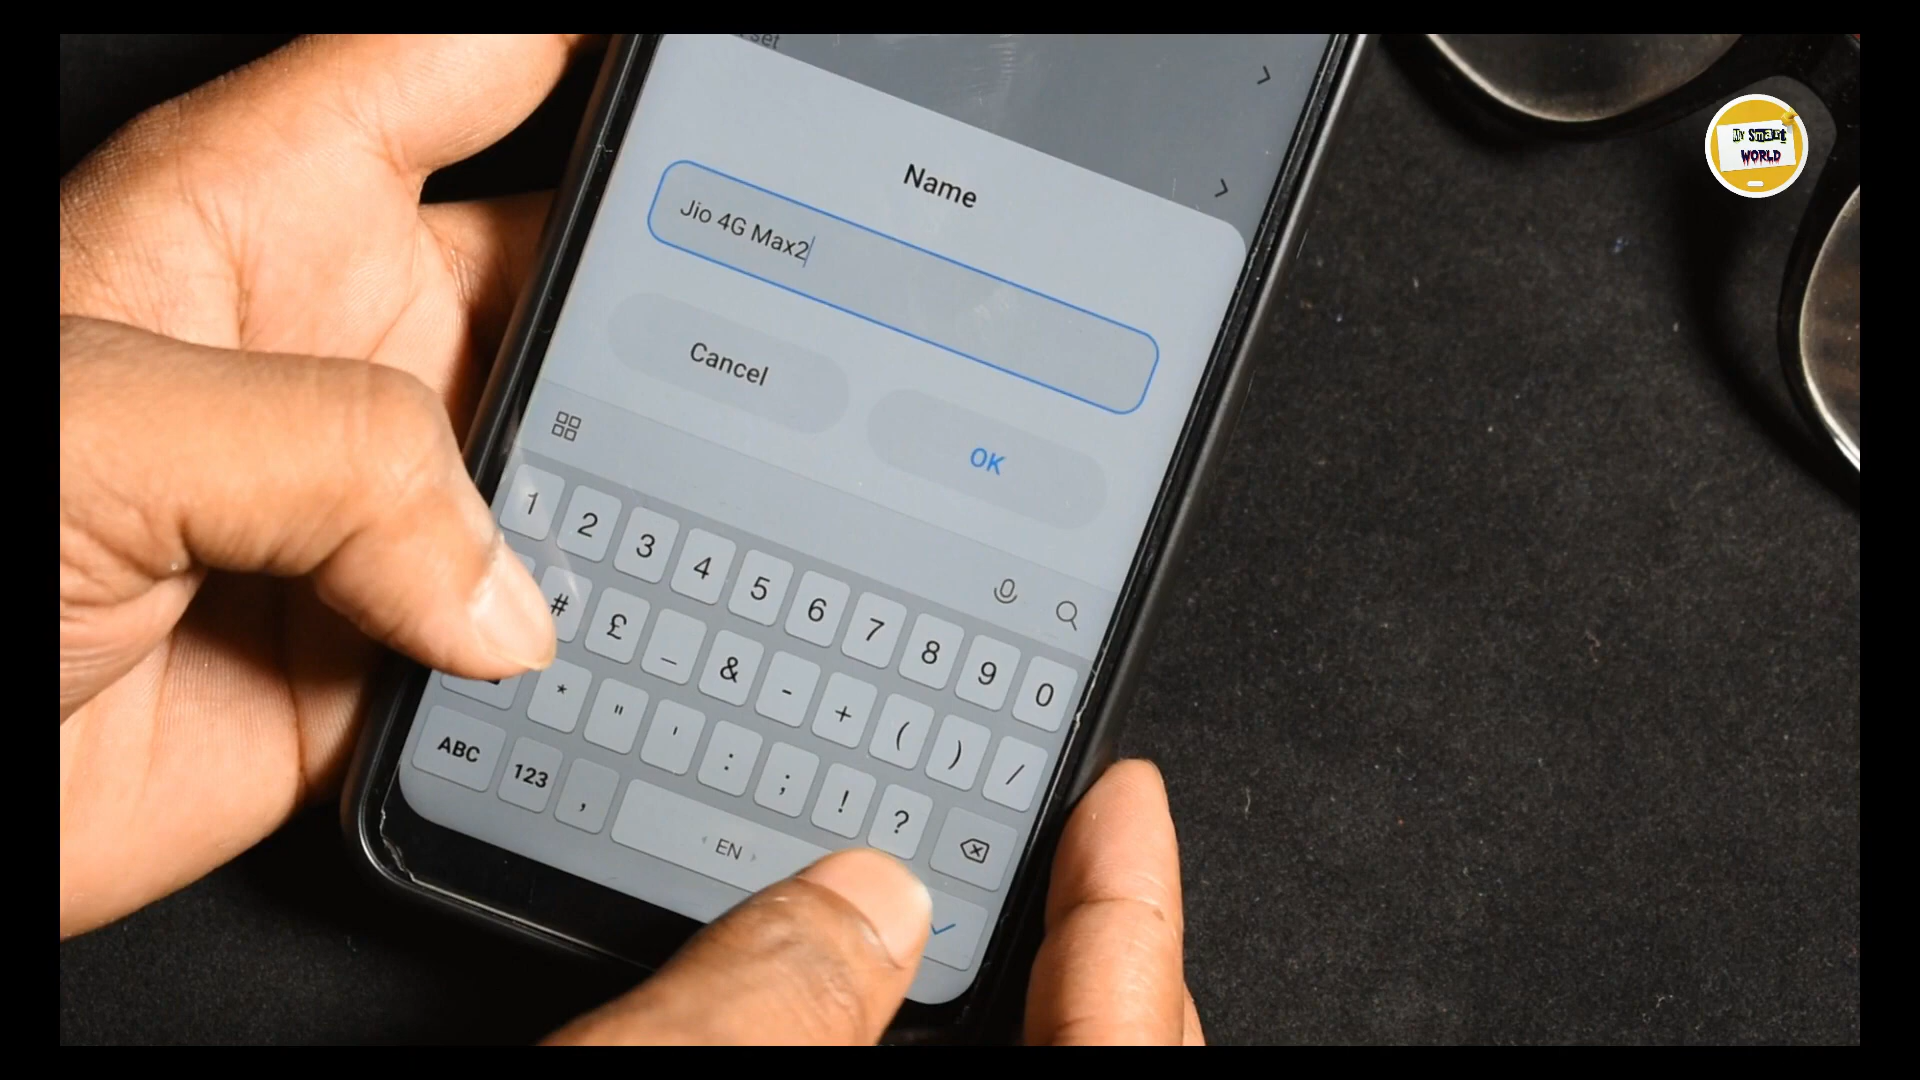 set
My Smart
WORLD
Name
Jio 4G Max2
Cancel
OK
1 2 3 4 5 6 7 8 9 0
# £ _ & - + ( ) /
* " ' : ; ! ?
ABC 123 , EN